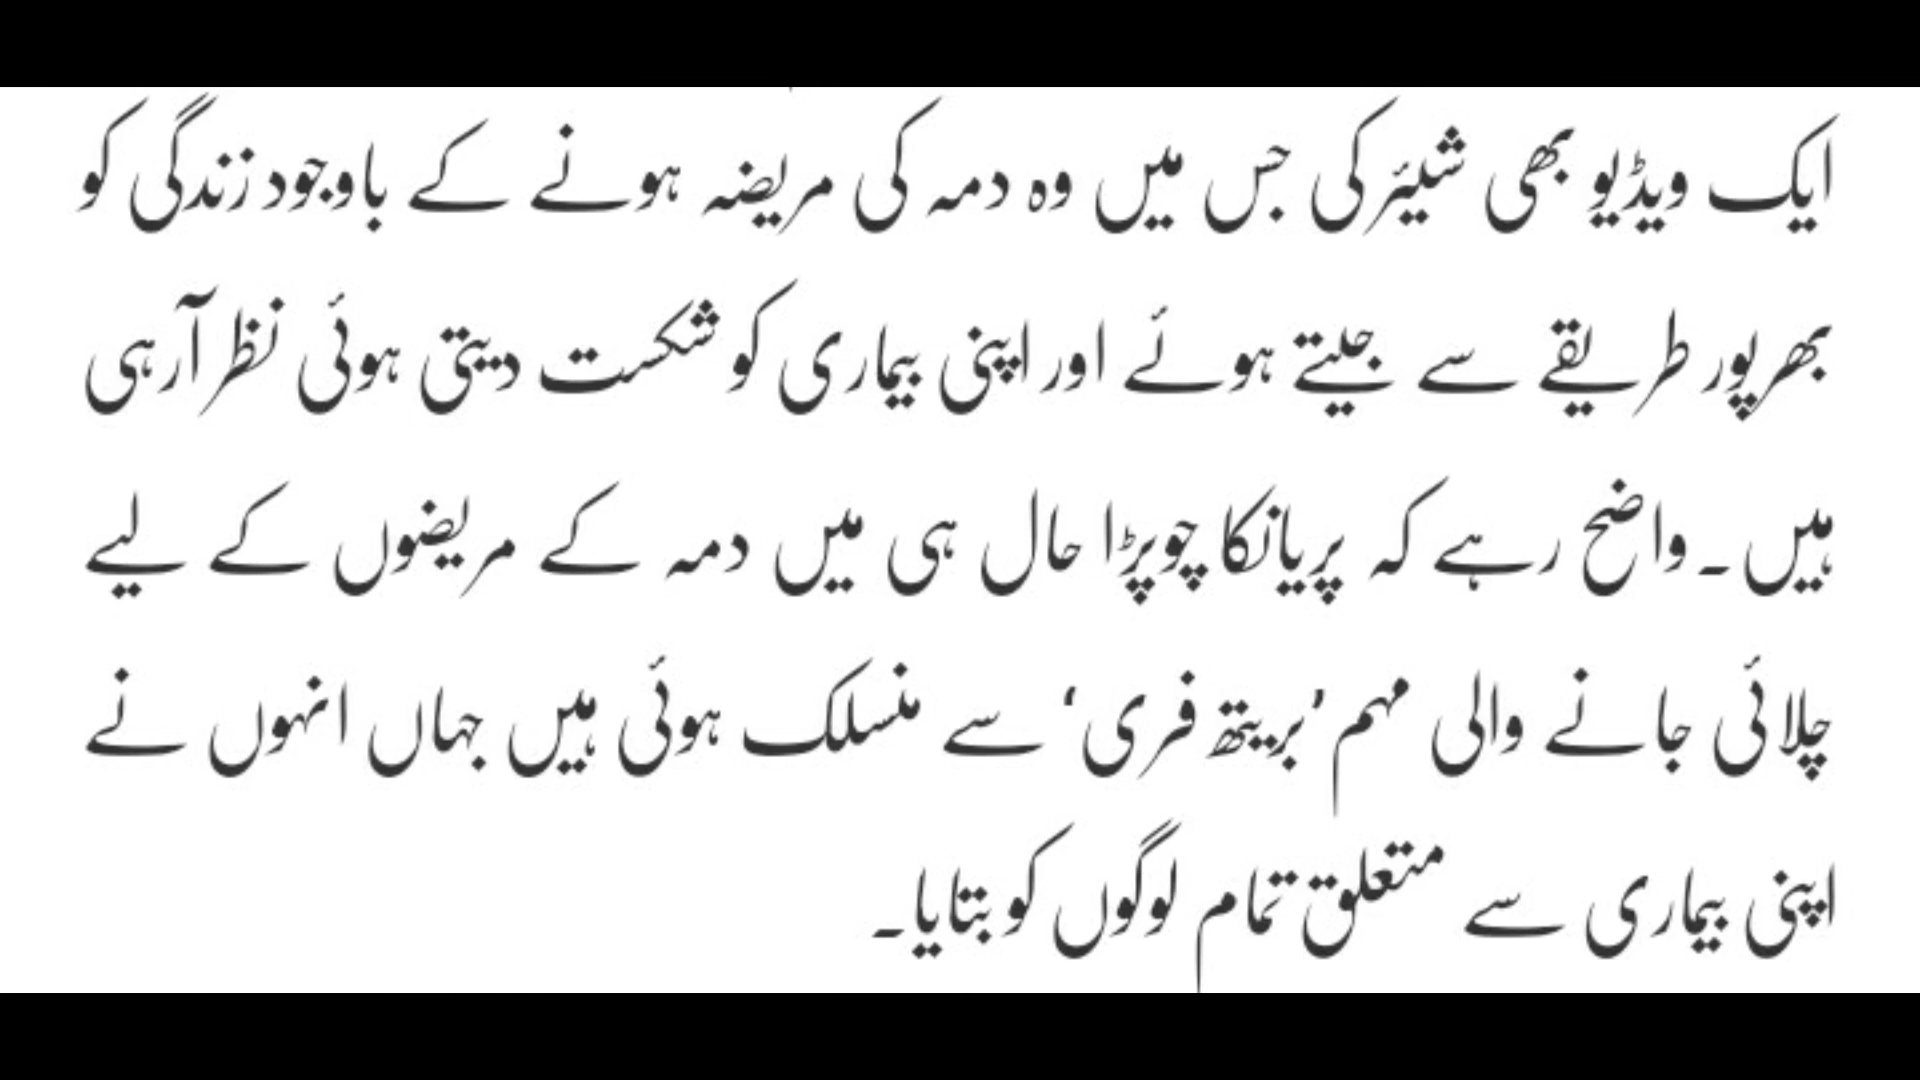 ایک ویڈیو بھی شیئر کی جس میں وہ دمہ کی مریضہ ہونے کے باوجود زندگی کو
بھرپور طریقے سے جیتے ہوئے اور اپنی بیماری کو شکست دیتی ہوئی نظر آرہی
ہیں۔ واضح رہے کہ پریانکا چوپڑا حال ہی میں دمہ کے مریضوں کے لیے
چلائی جانے والی مہم ’بریتھ فری‘ سے منسلک ہوئی ہیں جہاں انہوں نے
اپنی بیماری سے متعلق تمام لوگوں کو بتایا۔